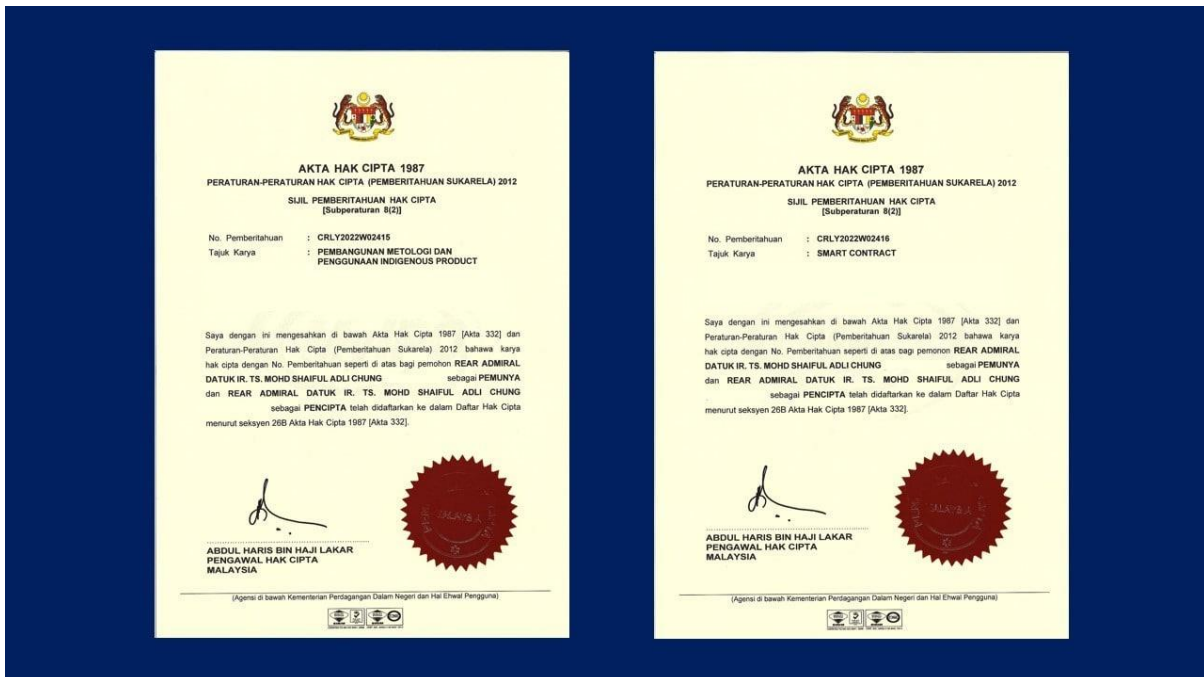 AKTA HAK CIPTA 1987
PERATURAN-PERATURAN HAK CIPTA (PEMBERITAHUAN SUKARELA) 2012
SIJIL PEMBERITAHUAN HAK CIPTA
[Subperaturan 8(2)]
No. Pemberitahuan : CRLY2022W02415
Tajuk Karya : PEMBANGUNAN METOLOGI DAN
PENGGUNAAN INDIGENOUS PRODUCT
Saya dengan ini mengesahkan di bawah Akta Hak Cipta 1987 [Akta 332] dan
Peraturan-Peraturan Hak Cipta (Pemberitahuan Sukarela) 2012 bahawa karya
hak cipta dengan No. Pemberitahuan seperti di atas bagi pemohon REAR ADMIRAL
DATUK IR. TS. MOHD SHAIFUL ADLI CHUNG sebagai PEMUNYA
dan REAR ADMIRAL DATUK IR. TS. MOHD SHAIFUL ADLI CHUNG
sebagai PENCIPTA telah didaftarkan ke dalam Daftar Hak Cipta
menurut seksyen 26B Akta Hak Cipta 1987 [Akta 332].
ABDUL HARIS BIN HAJI LAKAR
PENGAWAL HAK CIPTA
MALAYSIA
MALAYSIA
(Agensi di bawah Kementerian Perdagangan Dalam Negeri dan Hal Ehwal Pengguna)
AKTA HAK CIPTA 1987
PERATURAN-PERATURAN HAK CIPTA (PEMBERITAHUAN SUKARELA) 2012
SIJIL PEMBERITAHUAN HAK CIPTA
[Subperaturan 8(2)]
No. Pemberitahuan : CRLY2022W02416
Tajuk Karya : SMART CONTRACT
Saya dengan ini mengesahkan di bawah Akta Hak Cipta 1987 [Akta 332] dan
Peraturan-Peraturan Hak Cipta (Pemberitahuan Sukarela) 2012 bahawa karya
hak cipta dengan No. Pemberitahuan seperti di atas bagi pemonon REAR ADMIRAL
DATUK IR. TS. MOHD SHAIFUL ADLI CHUNG sebagai PEMUNYA
dan REAR ADMIRAL DATUK IR. TS. MOHD SHAIFUL ADLI CHUNG
sebagai PENCIPTA telah didaftarkan ke dalam Daftar Hak Cipta
menurut seksyen 26B Akta Hak Cipta 1987 [Akta 332].
ABDUL HARIS BIN HAJI LAKAR
PENGAWAL HAK CIPTA
MALAYSIA
MALAYSIA
(Agensi di bawah Kementerian Perdagangan Dalam Negeri dan Hal Ehwal Pengguna)